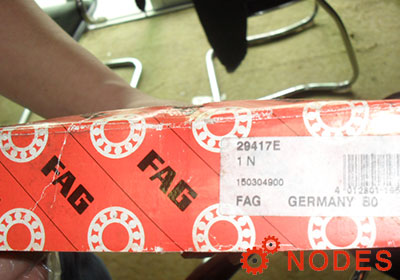 FAG
FAG
29417E
1 N
150304900
FAG GERMANY B0
NODES